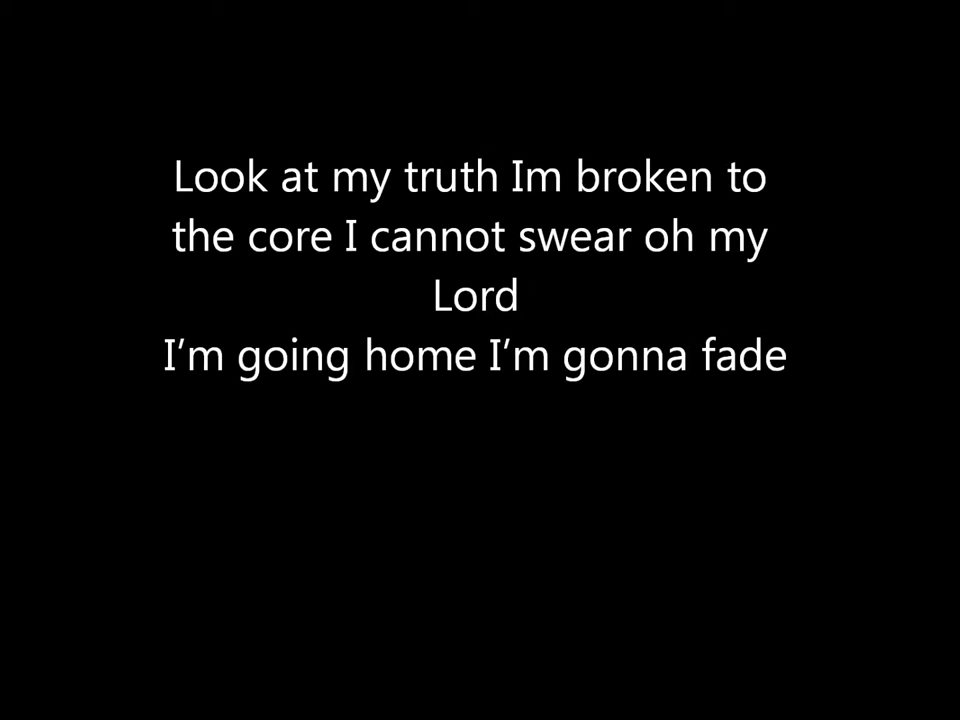 Look at my truth Im broken to
the core I cannot swear oh my
Lord
I’m going home I’m gonna fade